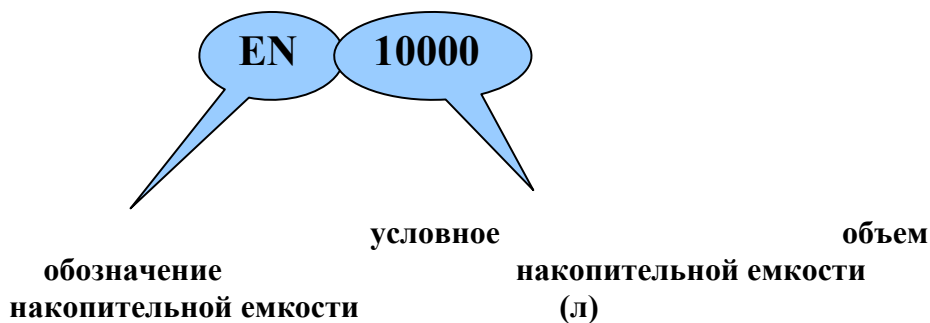 EN 10000
условное объем
обозначение накопительной емкости
накопительной емкости (л)